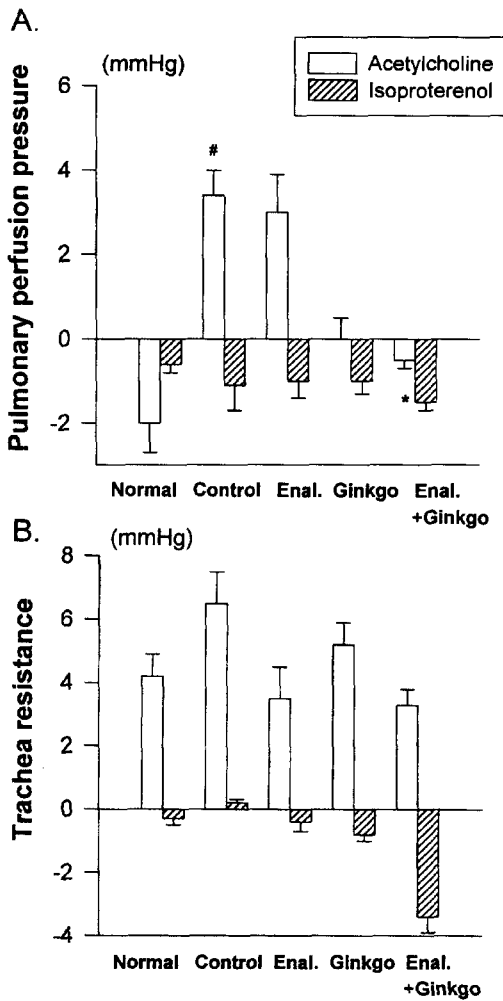 A.
(mmHg)
Acetylcholine
Isoproterenol
Pulmonary perfusion pressure
6
4
2
0
-2
#
*
Normal Control Enal. Ginkgo Enal.
+Ginkgo
B.
(mmHg)
Trachea resistance
8
6
4
2
0
-2
-4
Normal Control Enal. Ginkgo Enal.
+Ginkgo